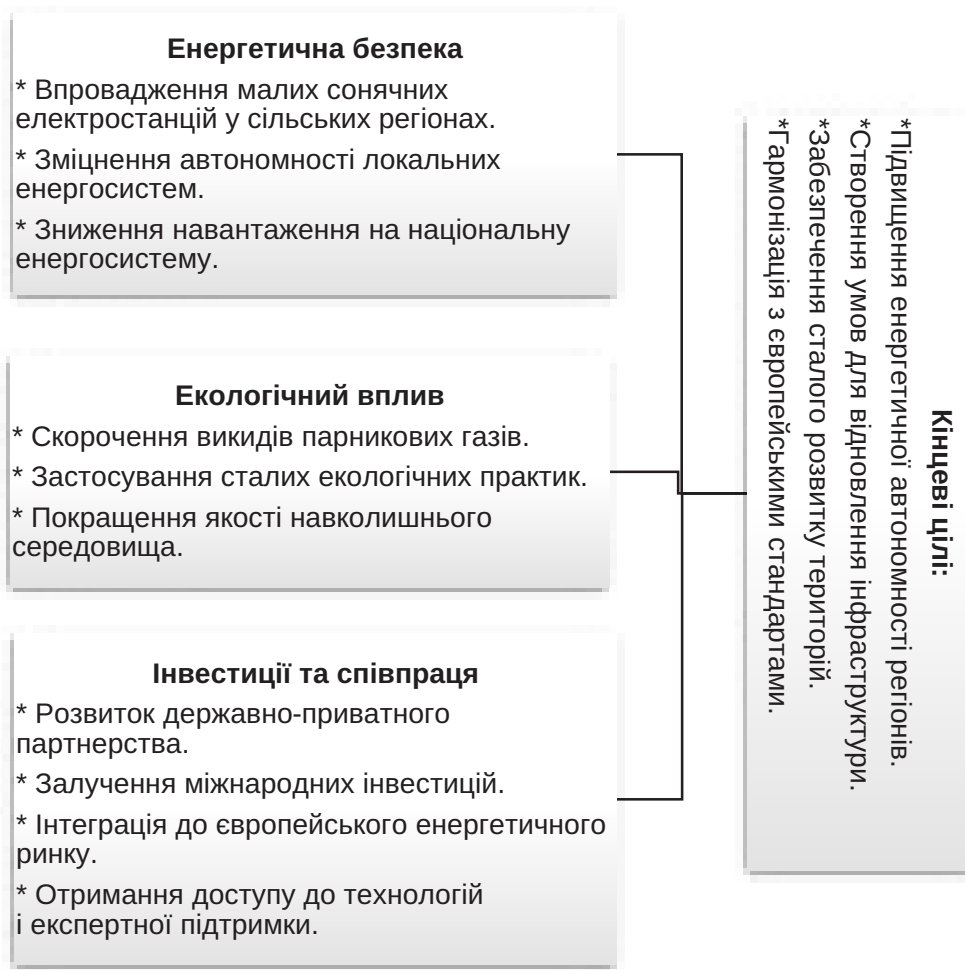 Енергетична безпека
* Впровадження малих сонячних
електростанцій у сільських регіонах.
* Зміцнення автономності локальних
енергосистем.
* Зниження навантаження на національну
енергосистему.
Екологічний вплив
* Скорочення викидів парникових газів.
* Застосування сталих екологічних практик.
* Покращення якості навколишнього
середовища.
Інвестиції та співпраця
* Розвиток державно-приватного
партнерства.
* Залучення міжнародних інвестицій.
* Інтеграція до європейського енергетичного
ринку.
* Отримання доступу до технологій
і експертної підтримки.
Кінцеві цілі:
*Підвищення енергетичної автономності регіонів.
*Створення умов для відновлення інфраструктури.
*Забезпечення сталого розвитку територій.
*Гармонізація з європейськими стандартами.